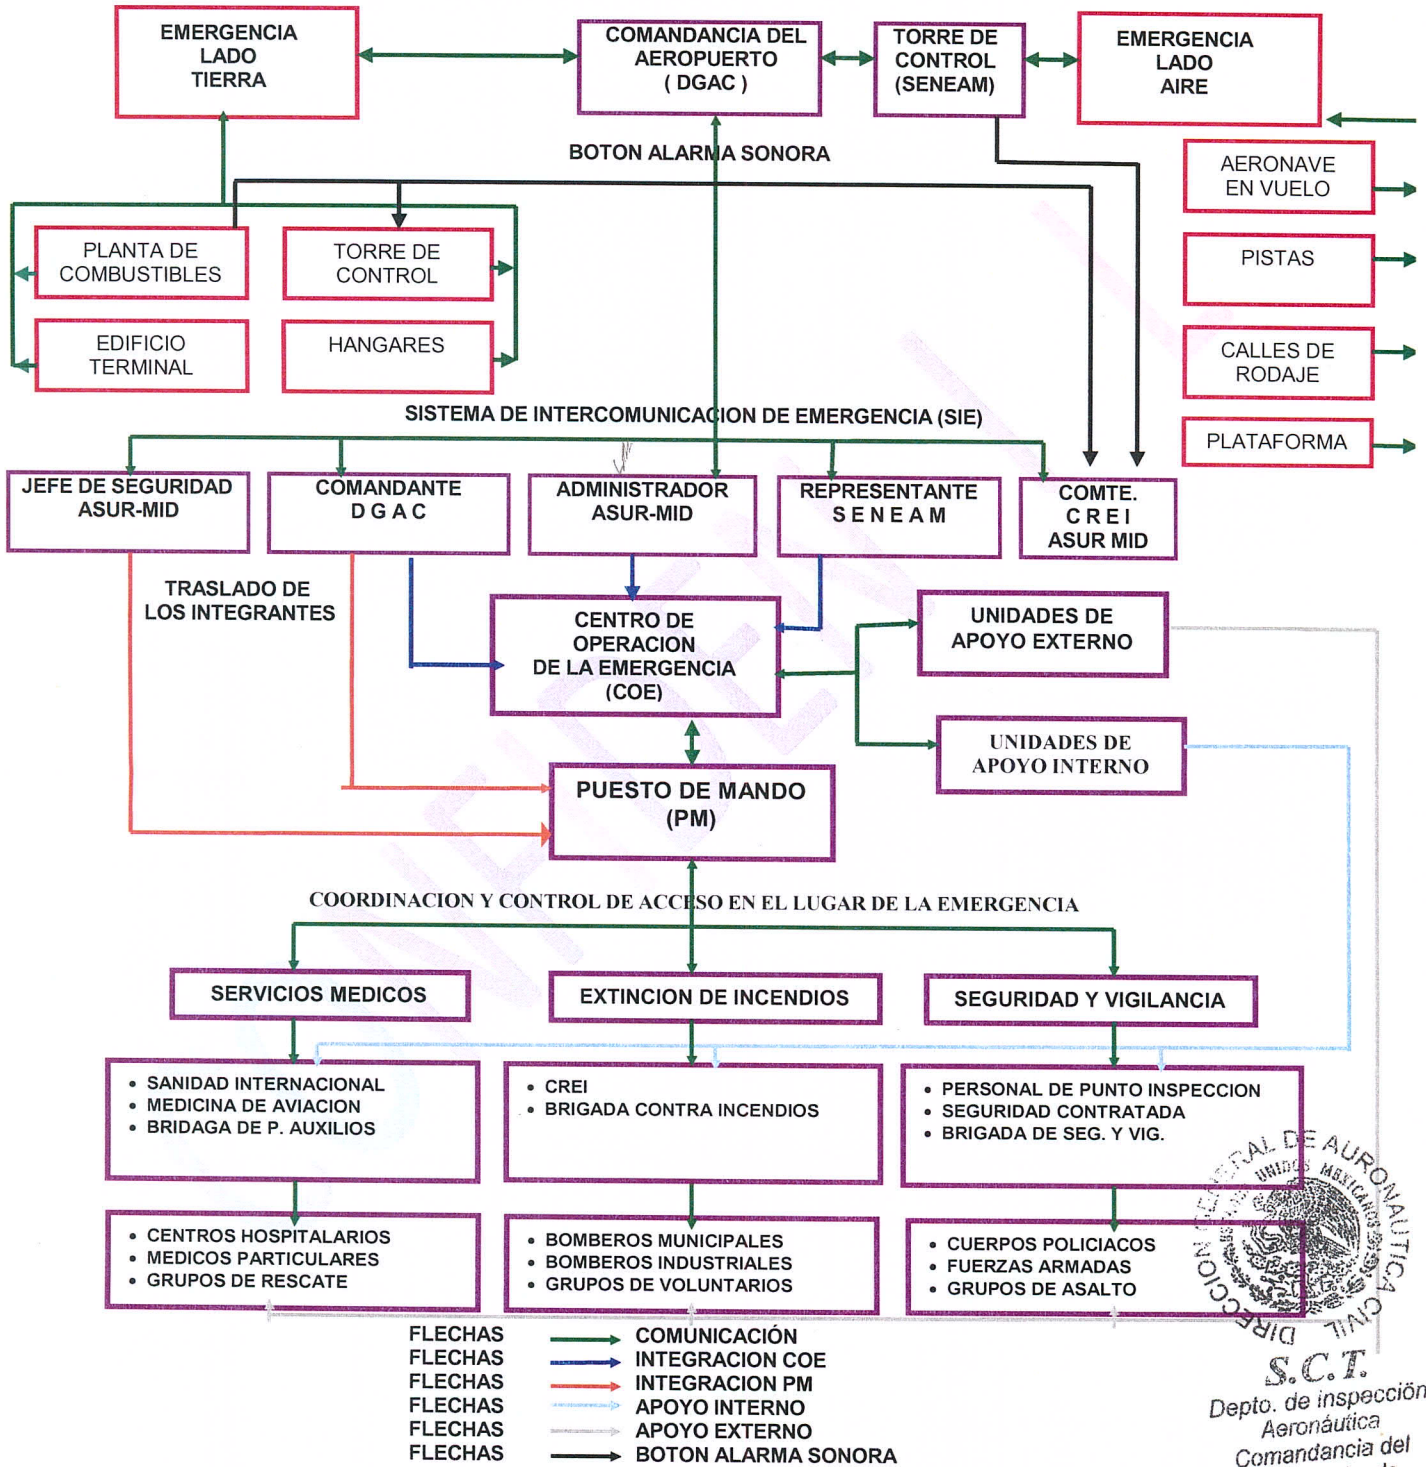 EMERGENCIA
LADO
TIERRA
COMANDANCIA DEL
AEROPUERTO
( DGAC )
TORRE DE
CONTROL
(SENEAM)
EMERGENCIA
LADO
AIRE
BOTON ALARMA SONORA
AERONAVE
EN VUELO
PLANTA DE
COMBUSTIBLES
TORRE DE
CONTROL
PISTAS
EDIFICIO
TERMINAL
HANGARES
CALLES DE
RODAJE
SISTEMA DE INTERCOMUNICACION DE EMERGENCIA (SIE)
PLATAFORMA
JEFE DE SEGURIDAD
ASUR-MID
COMANDANTE
D G A C
ADMINISTRADOR
ASUR-MID
REPRESENTANTE
S E N E A M
COMTE.
C R E I
ASUR MID
TRASLADO DE
LOS INTEGRANTES
CENTRO DE
OPERACION
DE LA EMERGENCIA
(COE)
UNIDADES DE
APOYO EXTERNO
UNIDADES DE
APOYO INTERNO
PUESTO DE MANDO
(PM)
COORDINACION Y CONTROL DE ACCESO EN EL LUGAR DE LA EMERGENCIA
SERVICIOS MEDICOS
EXTINCION DE INCENDIOS
SEGURIDAD Y VIGILANCIA
• SANIDAD INTERNACIONAL
• MEDICINA DE AVIACION
• BRIDAGA DE P. AUXILIOS
• CREI
• BRIGADA CONTRA INCENDIOS
• PERSONAL DE PUNTO INSPECCION
• SEGURIDAD CONTRATADA
• BRIGADA DE SEG. Y VIG.
• CENTROS HOSPITALARIOS
• MEDICOS PARTICULARES
• GRUPOS DE RESCATE
• BOMBEROS MUNICIPALES
• BOMBEROS INDUSTRIALES
• GRUPOS DE VOLUNTARIOS
• CUERPOS POLICIACOS
• FUERZAS ARMADAS
• GRUPOS DE ASALTO
FLECHAS COMUNICACIÓN
FLECHAS INTEGRACION COE
FLECHAS INTEGRACION PM
FLECHAS APOYO INTERNO
FLECHAS APOYO EXTERNO
FLECHAS BOTON ALARMA SONORA
DIRECCION GENERAL DE AURONAUTICA CIVIL
UNIDOS MEXICANOS
S.C.T.
Depto. de inspección
Aeronáutica
Comandancia del